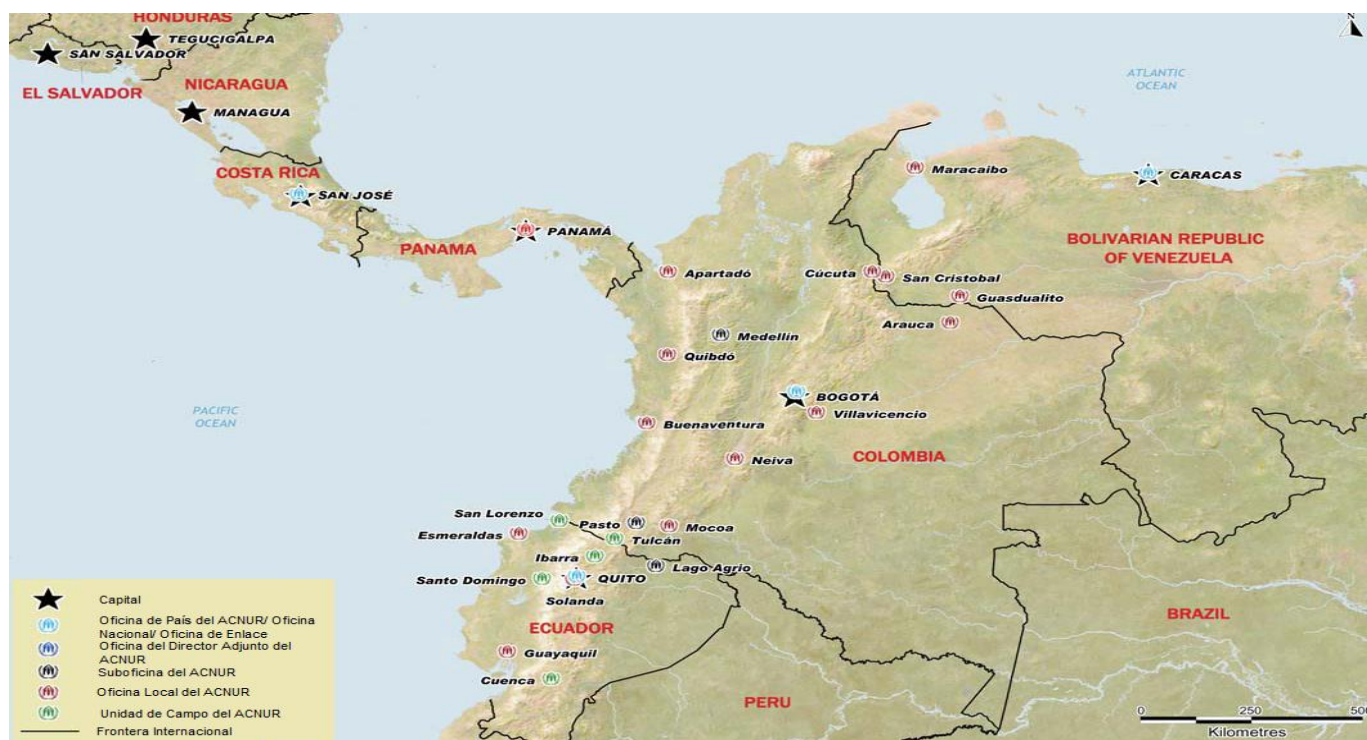 HONDURAS
TEGUCIGALPA
SAN SALVADOR
NICARAGUA
EL SALVADOR
MANAGUA
COSTA RICA
SAN JOSÉ
PANAMA
PANAMÁ
N
ATLANTIC
OCEAN
Maracaibo
CARACAS
BOLIVARIAN REPUBLIC
OF VENEZUELA
Apartadó
Cúcuta
San Cristobal
Guasdualito
Arauca
Medellín
Quibdó
BOGOTÁ
Villavicencio
PACIFIC
OCEAN
Buenaventura
Neiva
COLOMBIA
San Lorenzo
Pasto
Mocoa
Esmeraldas
Tulcán
Ibarra
Lago Agrio
Santo Domingo
QUITO
Solanda
ECUADOR
Guayaquil
Cuenca
PERU
BRAZIL
Capital
Oficina de País del ACNUR/ Oficina
Nacional/ Oficina de Enlace
Oficina del Director Adjunto del
ACNUR
Suboficina del ACNUR
Oficina Local del ACNUR
Unidad de Campo del ACNUR
Frontera Internacional
0 250 500
Kilometres